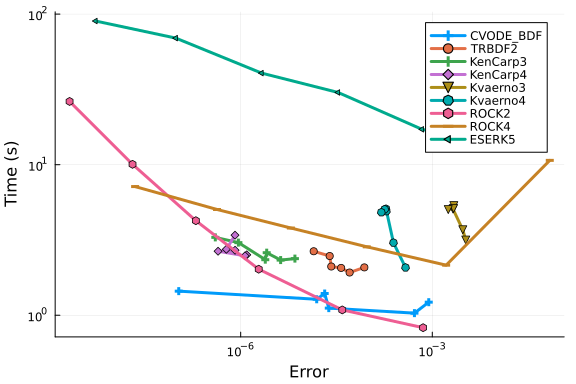 10²
10¹
10⁰
Time (s)
10⁻⁶
10⁻³
Error
CVODE_BDF
TRBDF2
KenCarp3
KenCarp4
Kvaerno3
Kvaerno4
ROCK2
ROCK4
ESERK5